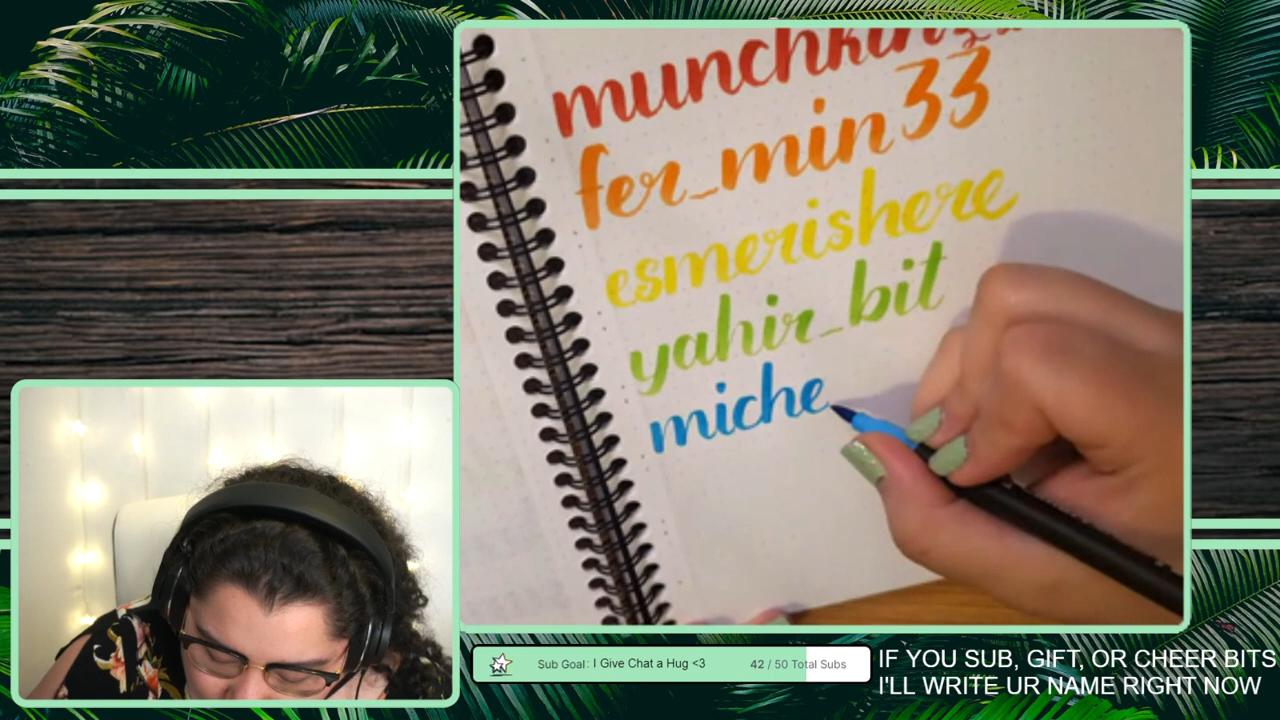 fer_min33
esmerishere
yahir_bit
miche
Sub Goal: I Give Chat a Hug <3
42 / 50 Total Subs
IF YOU SUB, GIFT, OR CHEER BITS
I'LL WRITE UR NAME RIGHT NOW